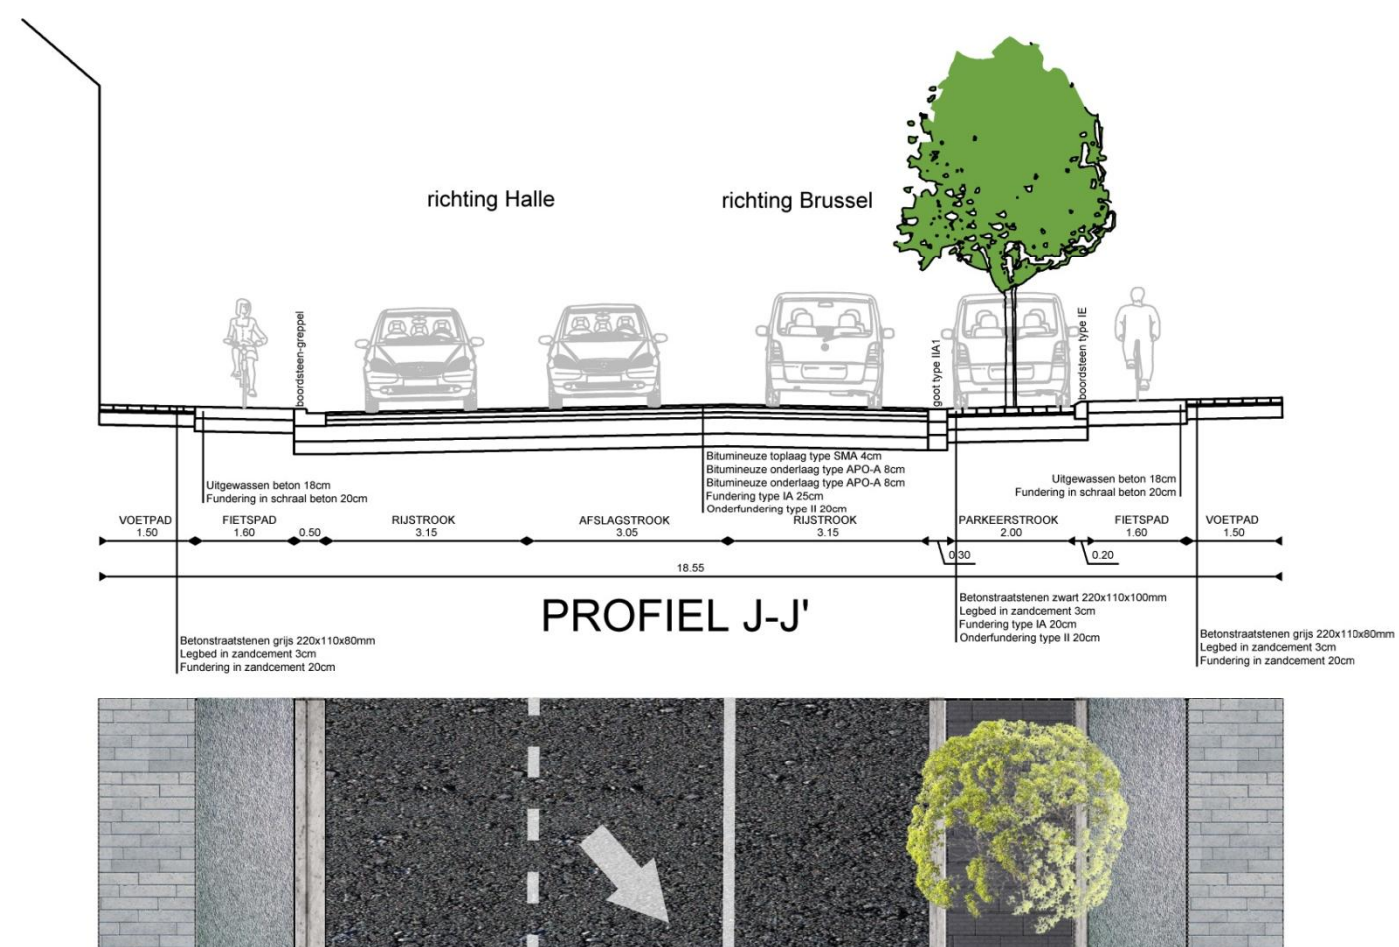 richting Halle
richting Brussel
boordsteen-greppel
goot type IIA1
boordsteen type IE
Bitumineuze toplaag type SMA 4cm
Bitumineuze onderlaag type APO-A 8cm
Bitumineuze onderlaag type APO-A 8cm
Fundering type IA 25cm
Onderfundering type II 20cm
Uitgewassen beton 18cm
Fundering in schraal beton 20cm
Uitgewassen beton 18cm
Fundering in schraal beton 20cm
VOETPAD FIETSPAD RIJSTROOK AFSLAGSTROOK RIJSTROOK PARKEERSTROOK FIETSPAD VOETPAD
1.50 1.60 0.50 3.15 3.05 3.15 2.00 1.60 1.50
0.30 0.20
18.55
PROFIEL J-J'
Betonstraatstenen zwart 220x110x100mm
Legbed in zandcement 3cm
Fundering type IA 20cm
Onderfundering type II 20cm
Betonstraatstenen grijs 220x110x80mm
Legbed in zandcement 3cm
Fundering in zandcement 20cm
Betonstraatstenen grijs 220x110x80mm
Legbed in zandcement 3cm
Fundering in zandcement 20cm